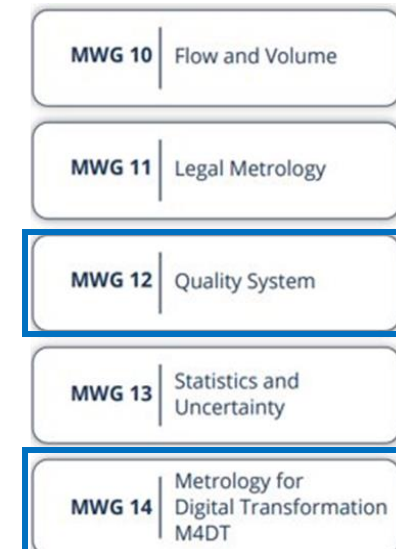 MWG 10 Flow and Volume
MWG 11 Legal Metrology
MWG 12 Quality System
MWG 13 Statistics and
Uncertainty
MWG 14 Metrology for
Digital Transformation
M4DT